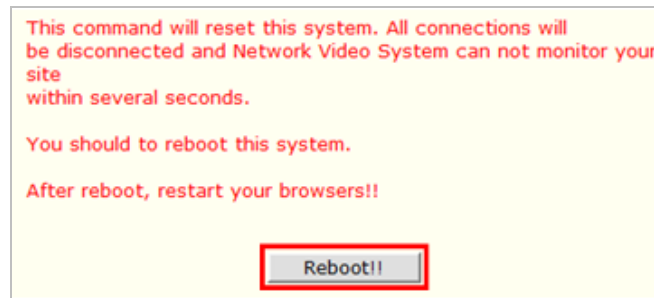 This command will reset this system. All connections will
be disconnected and Network Video System can not monitor your
site
within several seconds.
You should to reboot this system.
After reboot, restart your browsers!!
Reboot!!